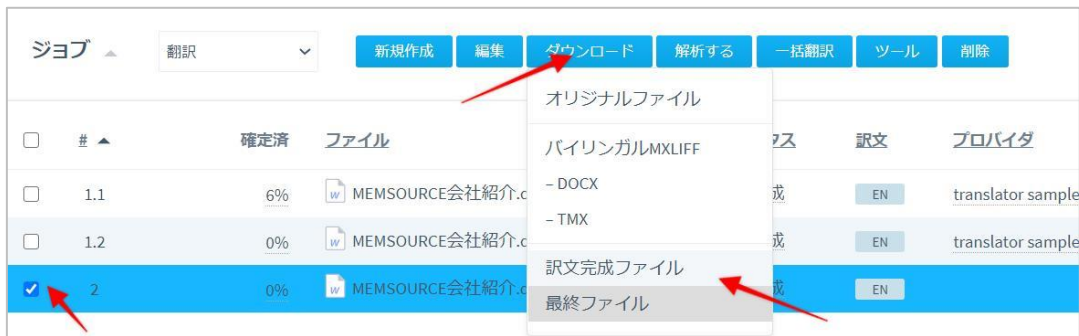 ジョブ 翻訳 新規作成 編集 ダウンロード 解析する 一括翻訳 ツール 削除
オリジナルファイル
# 確定済 ファイル バイリンガルMXLIFF 訳文 プロバイダ
– DOCX
1.1 6% MEMSOURCE会社紹介 成 EN translator sample
– TMX
1.2 0% MEMSOURCE会社紹介 成 EN translator sample
訳文完成ファイル
2 0% MEMSOURCE会社紹介 成 EN
最終ファイル